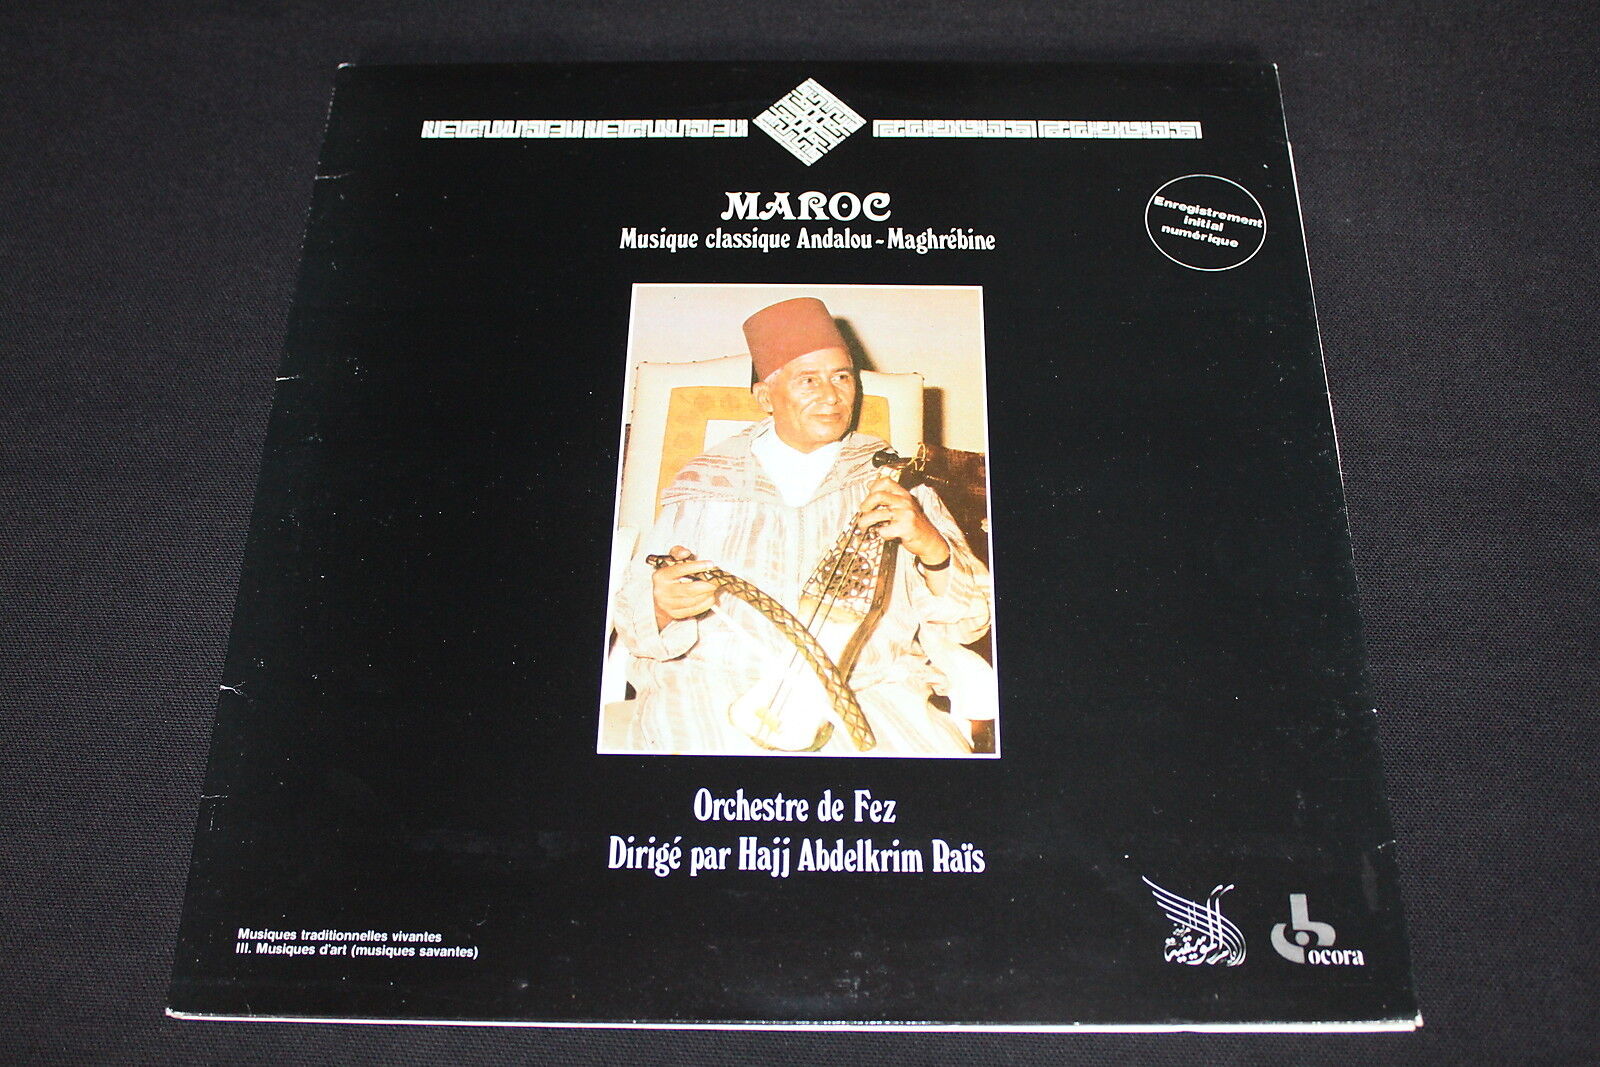 MAROC
Musique classique Andalou-Maghrébine
Enregistrement
initial
numérique
Orchestre de Fez
Dirigé par Hajj Abdelkrim Raïs
Musiques traditionnelles vivantes
III. Musiques d'art (musiques savantes)
ocora